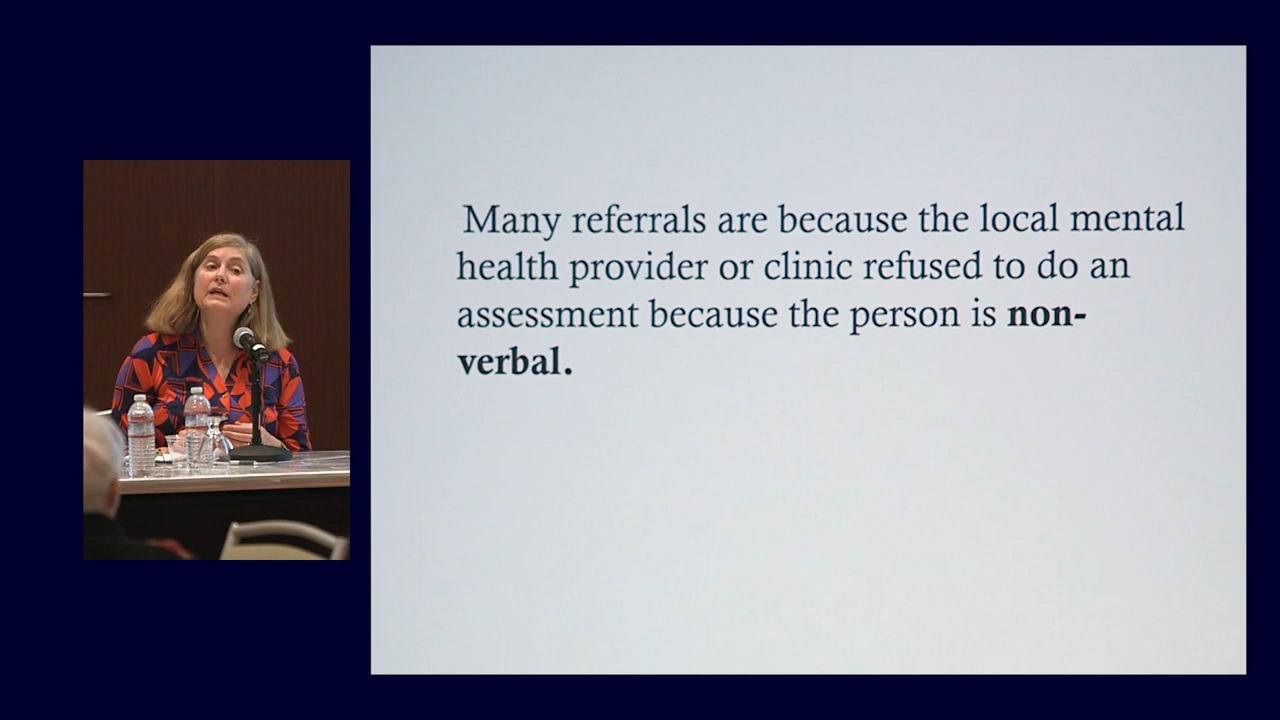 Many referrals are because the local mental
health provider or clinic refused to do an
assessment because the person is non-
verbal.